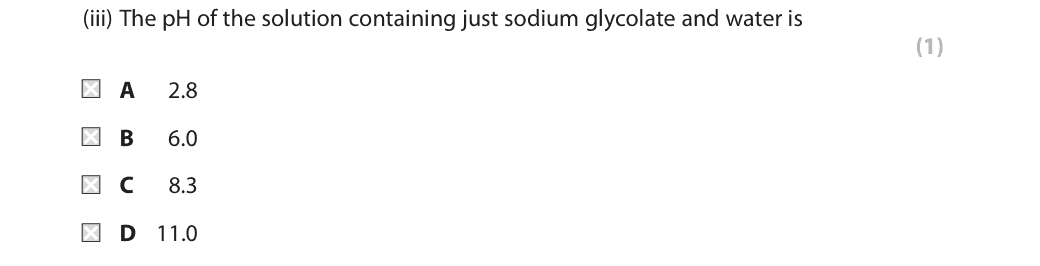 (iii) The pH of the solution containing just sodium glycolate and water is
(1)
A 2.8
B 6.0
C 8.3
D 11.0